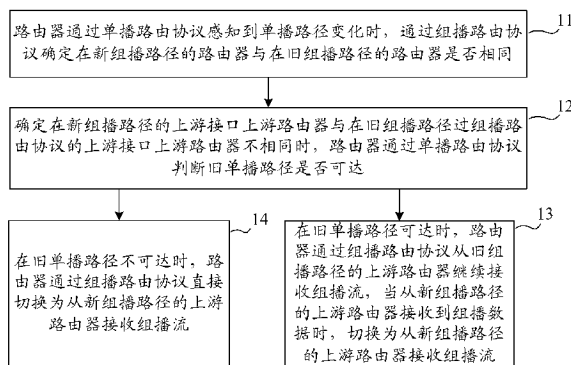 路由器通过单播路由协议感知到单播路径变化时，通过组播路由协
议确定在新组播路径的路由器与在旧组播路径的路由器是否相同
11
确定在新组播路径的上游接口上游路由器与在旧组播路径过组播路
由协议的上游接口上游路由器不相同时，路由器通过单播路由协议
判断旧单播路径是否可达
12
在旧单播路径不可达时，路
由器通过组播路由协议直接
切换为从新组播路径的上游
路由器接收组播流
14
在旧单播路径可达时，路由
器通过组播路由协议从旧组
播路径的上游路由器继续接
收组播流，当从新组播路径
的上游路由器接收到组播数
据时，切换为从新组播路径
的上游路由器接收组播流
13